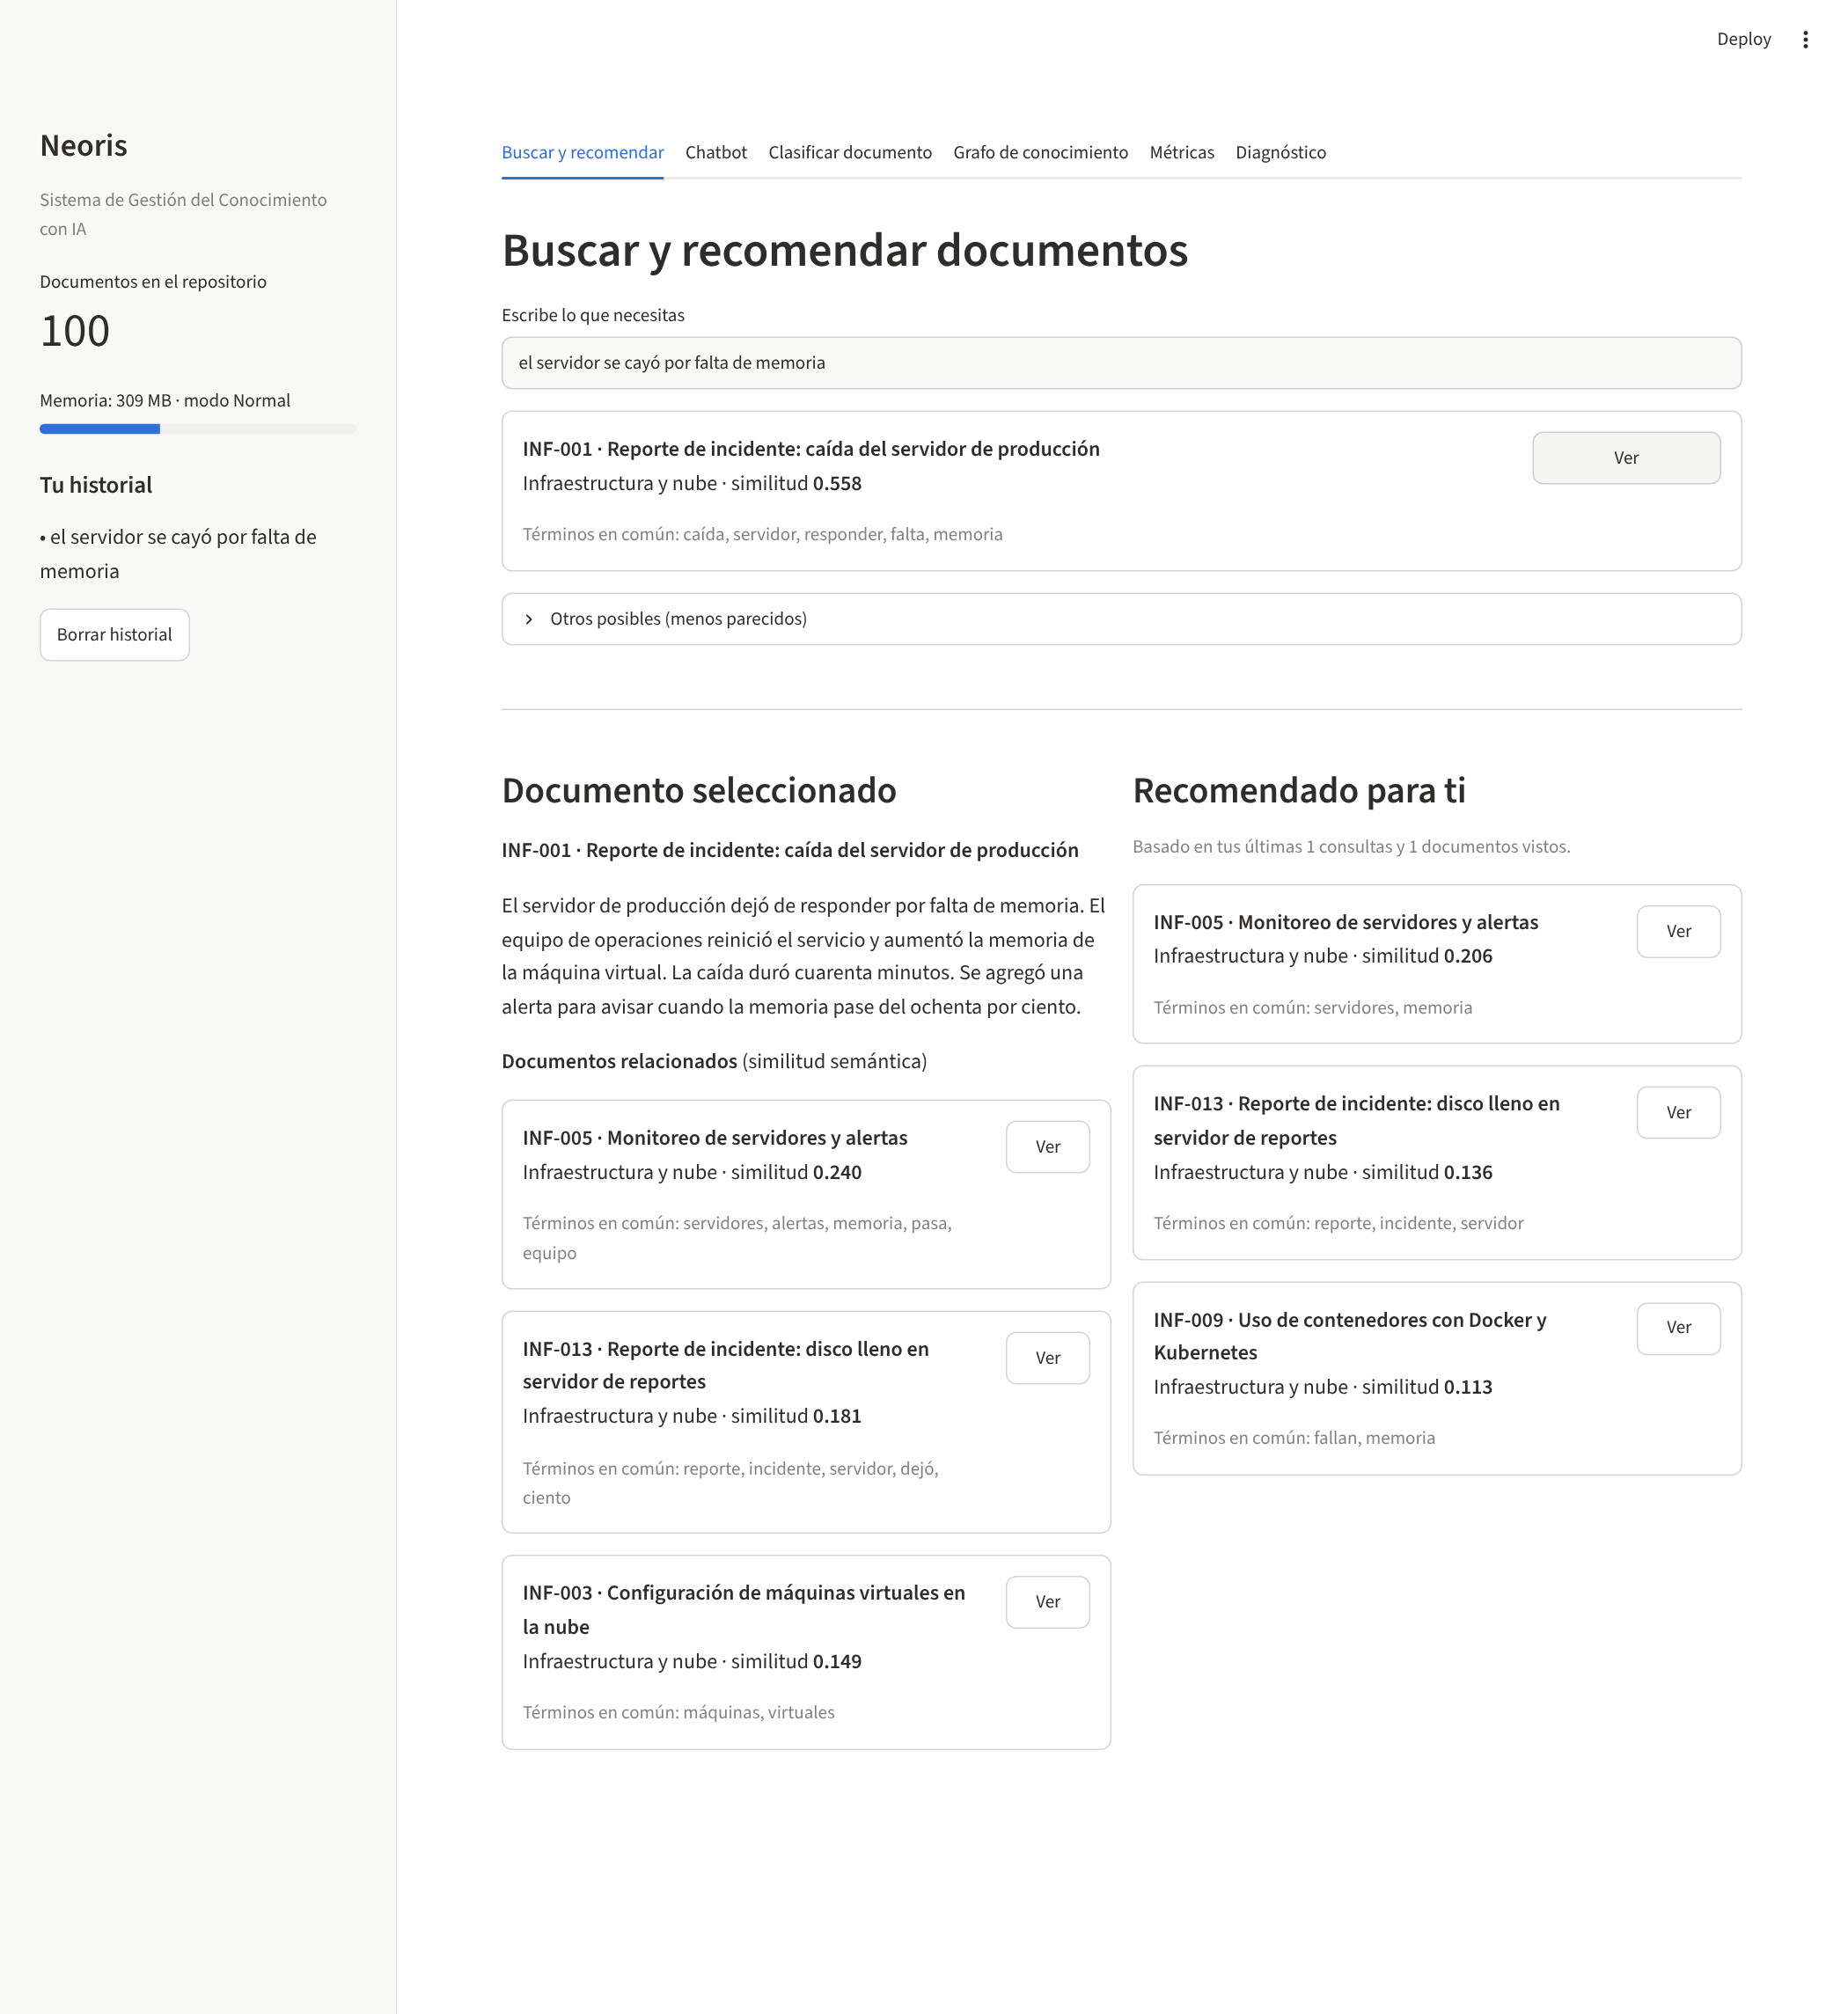 Deploy
Neoris
Sistema de Gestión del Conocimiento
con IA
Documentos en el repositorio
100
Memoria: 309 MB · modo Normal
Tu historial
• el servidor se cayó por falta de
memoria
Borrar historial
Buscar y recomendar Chatbot Clasificar documento Grafo de conocimiento Métricas Diagnóstico
Buscar y recomendar documentos
Escribe lo que necesitas
el servidor se cayó por falta de memoria
INF-001 · Reporte de incidente: caída del servidor de producción
Ver
Infraestructura y nube · similitud 0.558
Términos en común: caída, servidor, responder, falta, memoria
Otros posibles (menos parecidos)
Documento seleccionado
INF-001 · Reporte de incidente: caída del servidor de producción
El servidor de producción dejó de responder por falta de memoria. El
equipo de operaciones reinició el servicio y aumentó la memoria de
la máquina virtual. La caída duró cuarenta minutos. Se agregó una
alerta para avisar cuando la memoria pase del ochenta por ciento.
Documentos relacionados (similitud semántica)
INF-005 · Monitoreo de servidores y alertas
Ver
Infraestructura y nube · similitud 0.240
Términos en común: servidores, alertas, memoria, pasa,
equipo
INF-013 · Reporte de incidente: disco lleno en
servidor de reportes
Ver
Infraestructura y nube · similitud 0.181
Términos en común: reporte, incidente, servidor, dejó,
ciento
INF-003 · Configuración de máquinas virtuales en
la nube
Ver
Infraestructura y nube · similitud 0.149
Términos en común: máquinas, virtuales
Recomendado para ti
Basado en tus últimas 1 consultas y 1 documentos vistos.
INF-005 · Monitoreo de servidores y alertas
Ver
Infraestructura y nube · similitud 0.206
Términos en común: servidores, memoria
INF-013 · Reporte de incidente: disco lleno en
servidor de reportes
Ver
Infraestructura y nube · similitud 0.136
Términos en común: reporte, incidente, servidor
INF-009 · Uso de contenedores con Docker y
Kubernetes
Ver
Infraestructura y nube · similitud 0.113
Términos en común: fallan, memoria